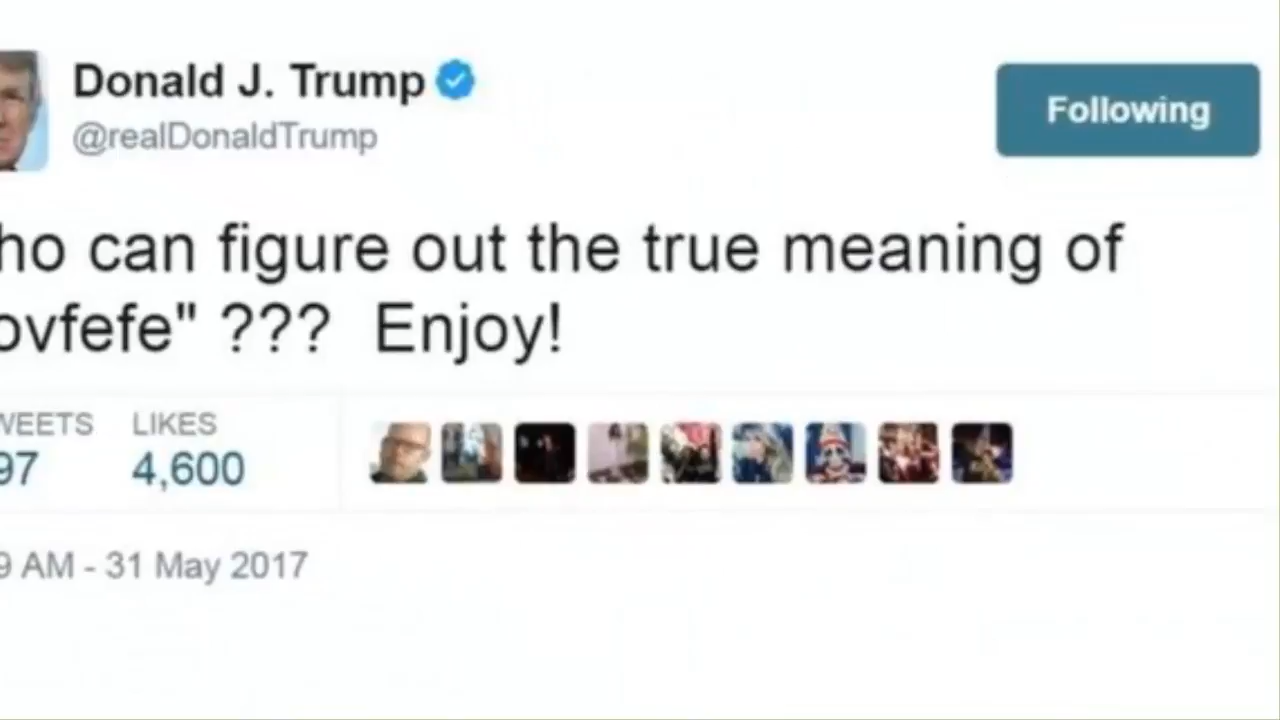 Donald J. Trump
@realDonaldTrump
Following
ho can figure out the true meaning of
ovfefe" ??? Enjoy!
WEETS LIKES
97 4,600
9 AM - 31 May 2017